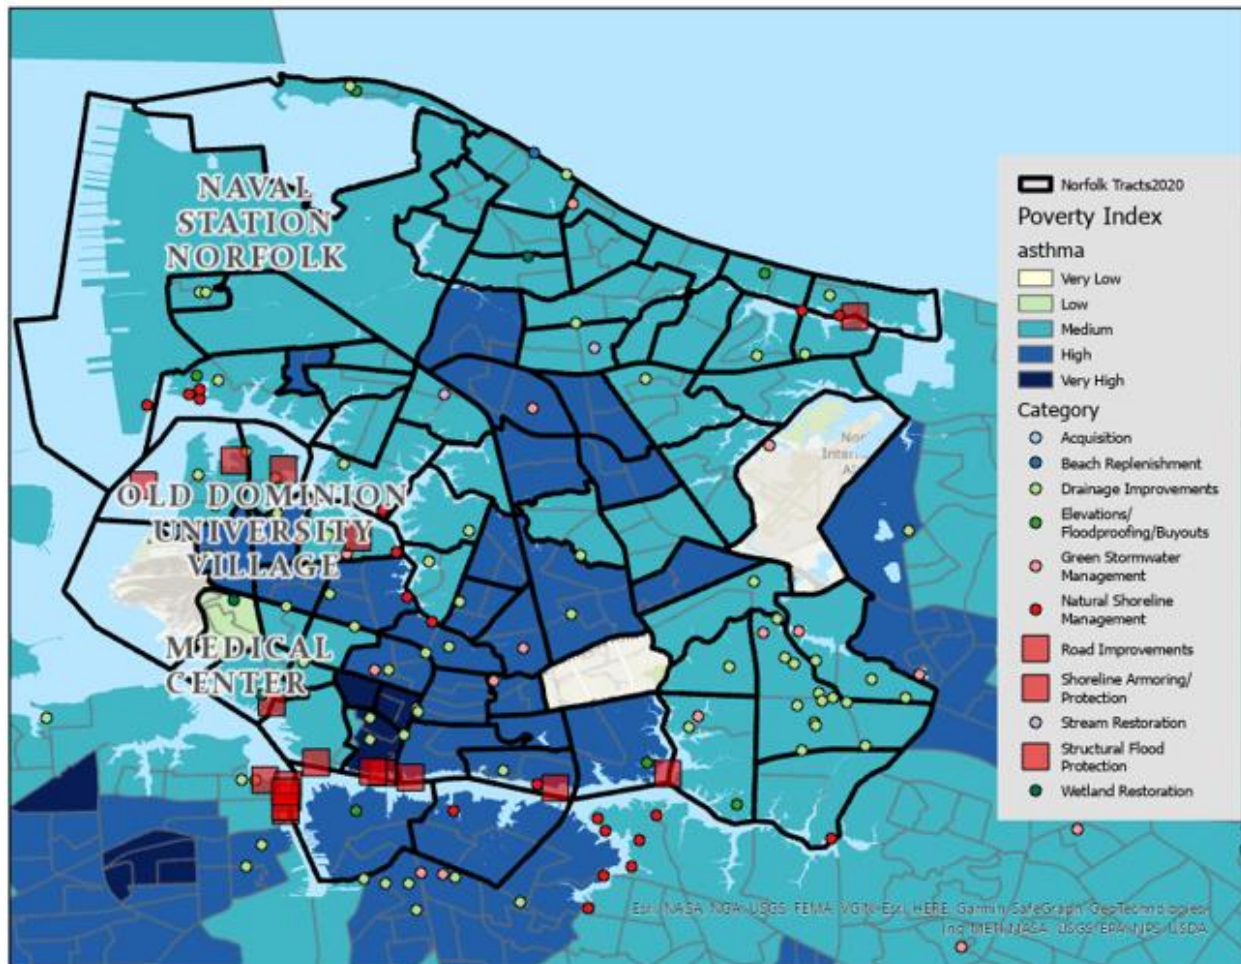 NAVAL
STATION
NORFOLK
OLD DOMINION
UNIVERSITY
VILLAGE
MEDICAL
CENTER
Norfolk Tracts2020
Poverty Index
asthma
Very Low
Low
Medium
High
Very High
Category
Acquisition
Beach Replenishment
Drainage Improvements
Elevations/
Floodproofing/Buyouts
Green Stormwater
Management
Natural Shoreline
Management
Road Improvements
Shoreline Armoring/
Protection
Stream Restoration
Structural Flood
Protection
Wetland Restoration
Esri, NASA, NGA, USGS, FEMA, VGIN, Esri, HERE, Garmin, SafeGraph, GeoTechnologies,
Inc, METI/NASA, USGS, EPA, NPS, USDA